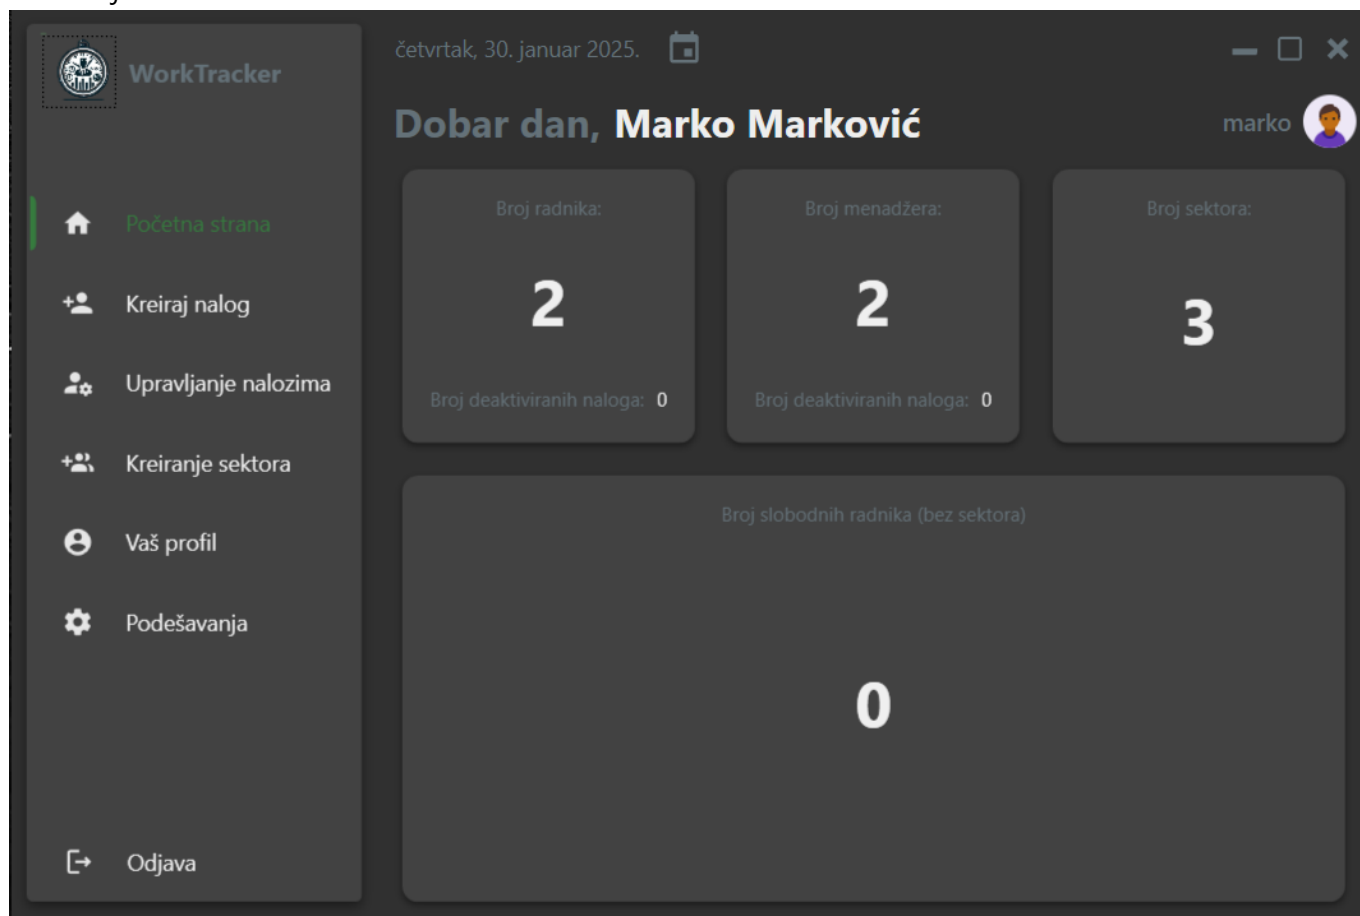 WorkTracker
Početna strana
Kreiraj nalog
Upravljanje nalozima
Kreiranje sektora
Vaš profil
Podešavanja
Odjava
četvrtak, 30. januar 2025.
Dobar dan, Marko Marković
marko
Broj radnika:
2
Broj deaktiviranih naloga: 0
Broj menadžera:
2
Broj deaktiviranih naloga: 0
Broj sektora:
3
Broj slobodnih radnika (bez sektora)
0